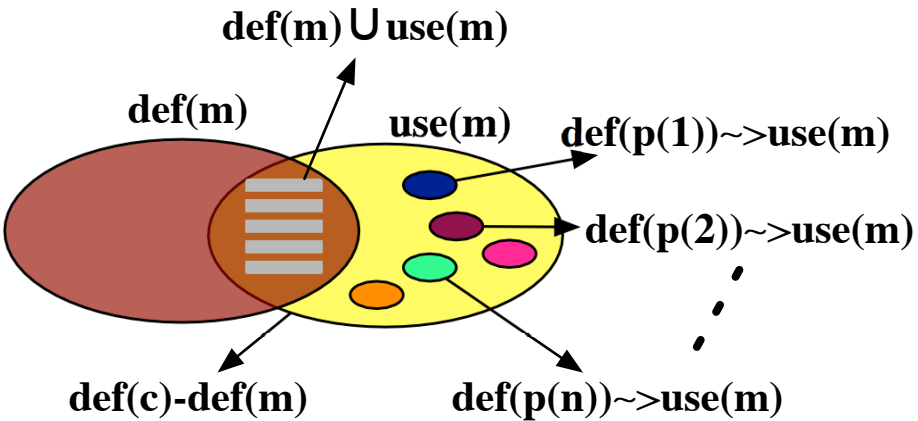 def(m)∪use(m)
def(m)
use(m)
def(p(1))~>use(m)
def(p(2))~>use(m)
def(c)-def(m)
def(p(n))~>use(m)